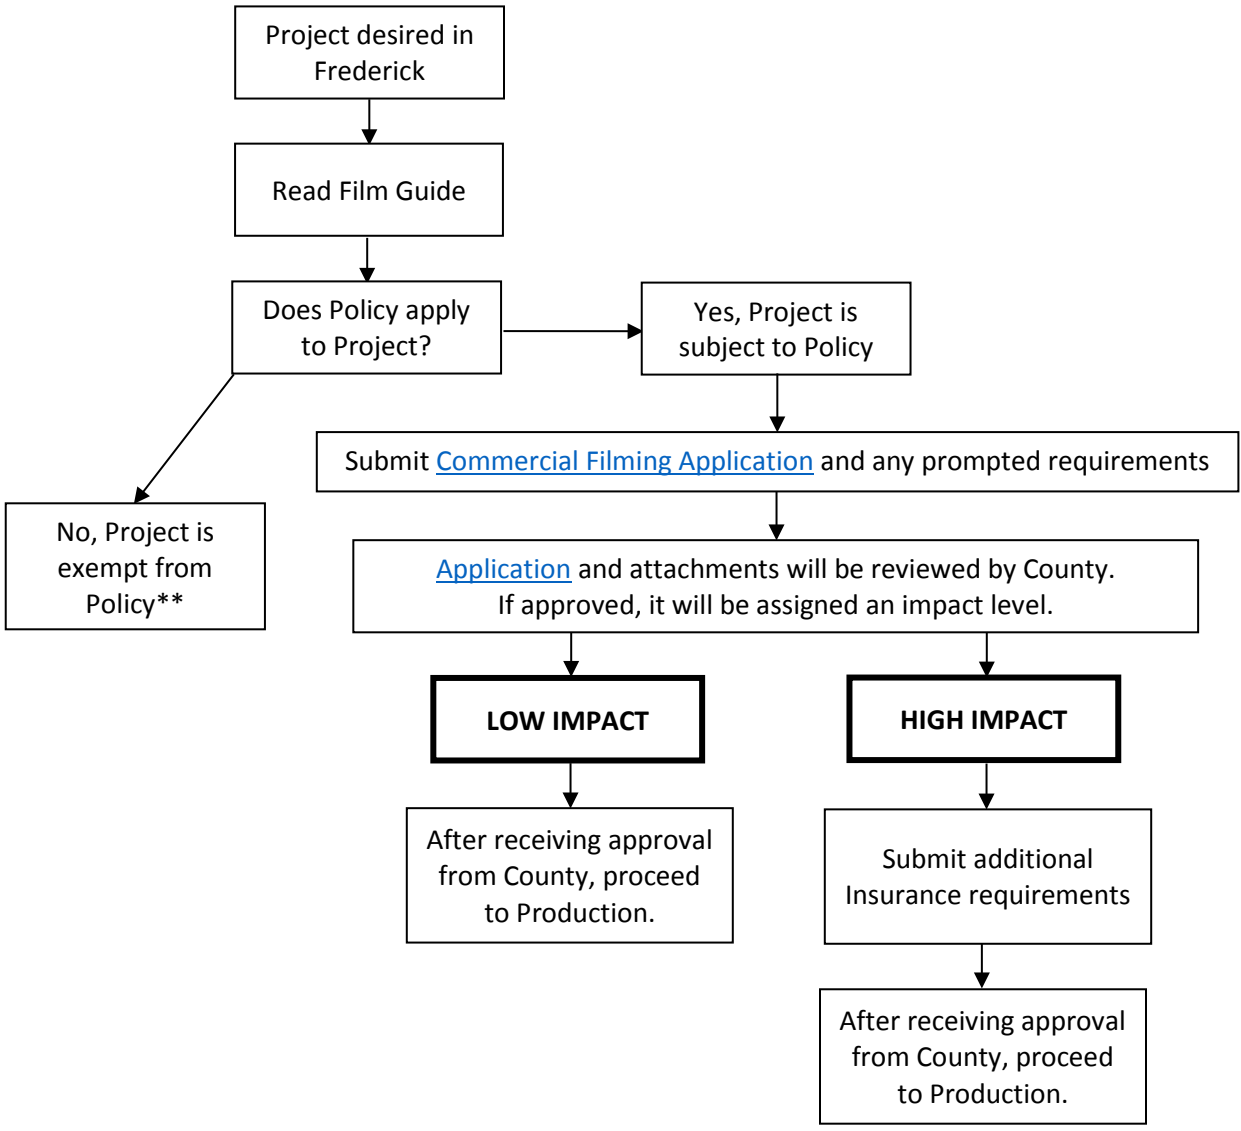 Project desired in
Frederick
Read Film Guide
Does Policy apply
to Project?
Yes, Project is
subject to Policy
Submit Commercial Filming Application and any prompted requirements
No, Project is
exempt from
Policy**
Application and attachments will be reviewed by County.
If approved, it will be assigned an impact level.
LOW IMPACT
HIGH IMPACT
After receiving approval
from County, proceed
to Production.
Submit additional
Insurance requirements
After receiving approval
from County, proceed
to Production.